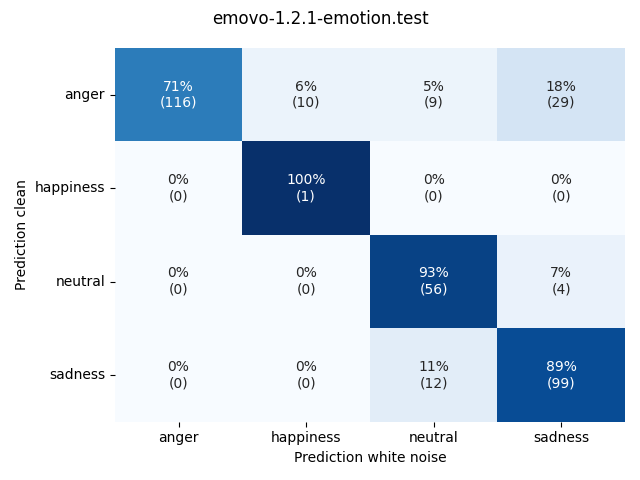 emovo-1.2.1-emotion.test
Prediction clean
anger
71%
(116)
6%
(10)
5%
(9)
18%
(29)
happiness
0%
(0)
100%
(1)
0%
(0)
0%
(0)
neutral
0%
(0)
0%
(0)
93%
(56)
7%
(4)
sadness
0%
(0)
0%
(0)
11%
(12)
89%
(99)
anger
happiness
neutral
sadness
Prediction white noise